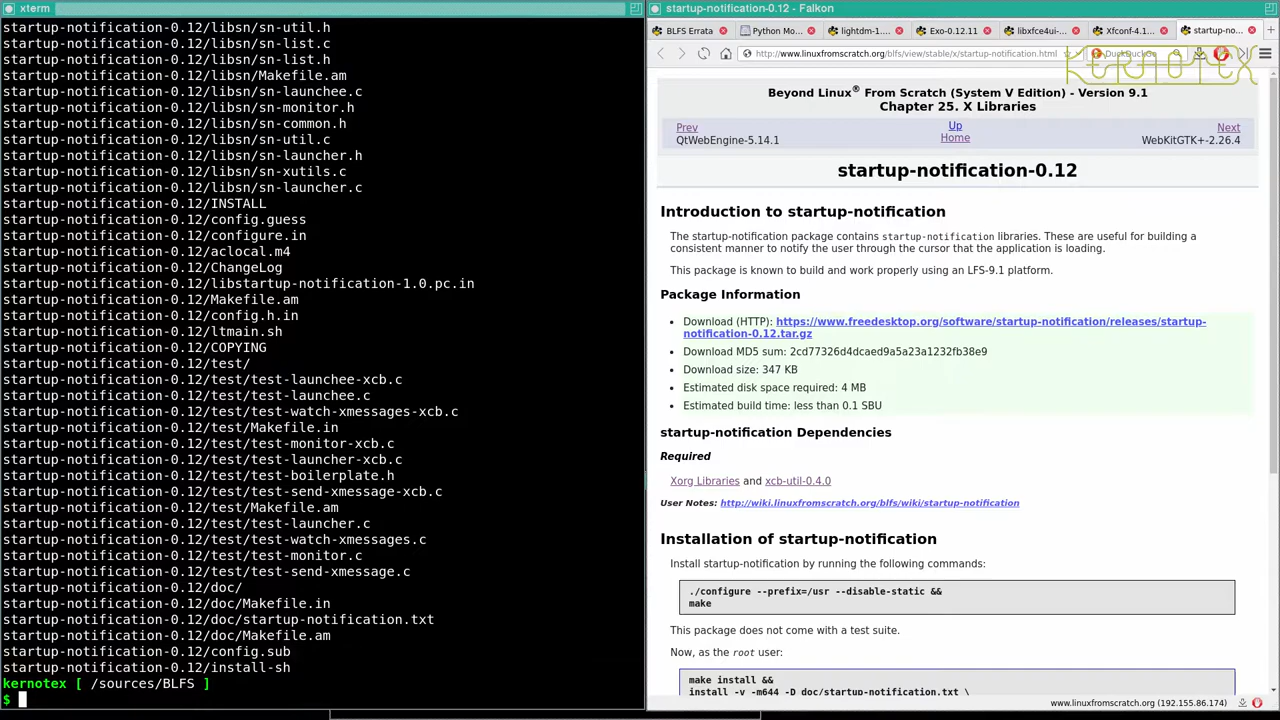 xterm
startup-notification-0.12/libsn/sn-util.h
startup-notification-0.12/libsn/sn-list.c
startup-notification-0.12/libsn/sn-list.h
startup-notification-0.12/libsn/Makefile.am
startup-notification-0.12/libsn/sn-launchee.c
startup-notification-0.12/libsn/sn-monitor.h
startup-notification-0.12/libsn/sn-common.h
startup-notification-0.12/libsn/sn-util.c
startup-notification-0.12/libsn/sn-launcher.h
startup-notification-0.12/libsn/sn-xutils.c
startup-notification-0.12/libsn/sn-launcher.c
startup-notification-0.12/INSTALL
startup-notification-0.12/config.guess
startup-notification-0.12/configure.in
startup-notification-0.12/aclocal.m4
startup-notification-0.12/ChangeLog
startup-notification-0.12/libstartup-notification-1.0.pc.in
startup-notification-0.12/Makefile.am
startup-notification-0.12/config.h.in
startup-notification-0.12/ltmain.sh
startup-notification-0.12/COPYING
startup-notification-0.12/test/
startup-notification-0.12/test/test-launchee-xcb.c
startup-notification-0.12/test/test-launchee.c
startup-notification-0.12/test/test-watch-xmessages-xcb.c
startup-notification-0.12/test/Makefile.in
startup-notification-0.12/test/test-monitor-xcb.c
startup-notification-0.12/test/test-launcher-xcb.c
startup-notification-0.12/test/test-boilerplate.h
startup-notification-0.12/test/test-send-xmessage-xcb.c
startup-notification-0.12/test/Makefile.am
startup-notification-0.12/test/test-launcher.c
startup-notification-0.12/test/test-watch-xmessages.c
startup-notification-0.12/test/test-monitor.c
startup-notification-0.12/test/test-send-xmessage.c
startup-notification-0.12/doc/
startup-notification-0.12/doc/Makefile.in
startup-notification-0.12/doc/startup-notification.txt
startup-notification-0.12/doc/Makefile.am
startup-notification-0.12/config.sub
startup-notification-0.12/install-sh
kernotex [ /sources/BLFS ]
$
startup-notification-0.12 - Falkon
BLFS Errata
Python Mo...
lightdm-1....
Exo-0.12.11
libxfce4ui-...
Xfconf-4.1...
startup-no...
http://www.linuxfromscratch.org/blfs/view/stable/x/startup-notification.html
DuckDuckGo
KERNOTEX
Beyond Linux® From Scratch (System V Edition) - Version 9.1
Chapter 25. X Libraries
Prev
Up
Next
QtWebEngine-5.14.1
Home
WebKitGTK+-2.26.4
startup-notification-0.12
Introduction to startup-notification
The startup-notification package contains startup-notification libraries. These are useful for building a
consistent manner to notify the user through the cursor that the application is loading.
This package is known to build and work properly using an LFS-9.1 platform.
Package Information
• Download (HTTP): https://www.freedesktop.org/software/startup-notification/releases/startup-
notification-0.12.tar.gz
• Download MD5 sum: 2cd77326d4dcaed9a5a23a1232fb38e9
• Download size: 347 KB
• Estimated disk space required: 4 MB
• Estimated build time: less than 0.1 SBU
startup-notification Dependencies
Required
Xorg Libraries and xcb-util-0.4.0
User Notes: http://wiki.linuxfromscratch.org/blfs/wiki/startup-notification
Installation of startup-notification
Install startup-notification by running the following commands:
./configure --prefix=/usr --disable-static &&
make
This package does not come with a test suite.
Now, as the root user:
make install &&
install -v -m644 -D doc/startup-notification.txt \
www.linuxfromscratch.org (192.155.86.174)